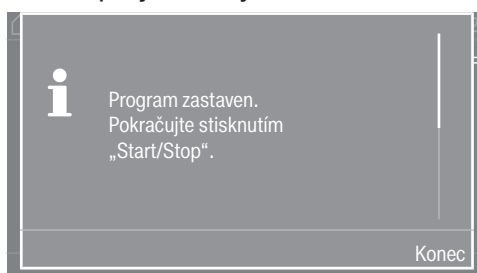 Program zastaven.
Pokračujte stisknutím
„Start/Stop“.
Konec